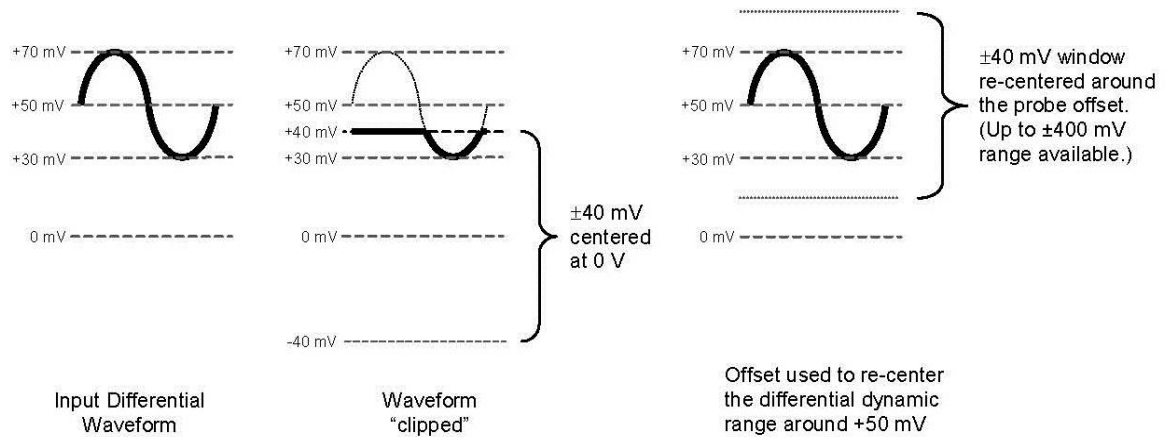 +70 mV
+50 mV
+30 mV
0 mV
Input Differential
Waveform
+70 mV
+50 mV
+40 mV
+30 mV
0 mV
-40 mV
±40 mV
centered
at 0 V
Waveform
“clipped”
+70 mV
+50 mV
+30 mV
0 mV
±40 mV window
re-centered around
the probe offset.
(Up to ±400 mV
range available.)
Offset used to re-center
the differential dynamic
range around +50 mV